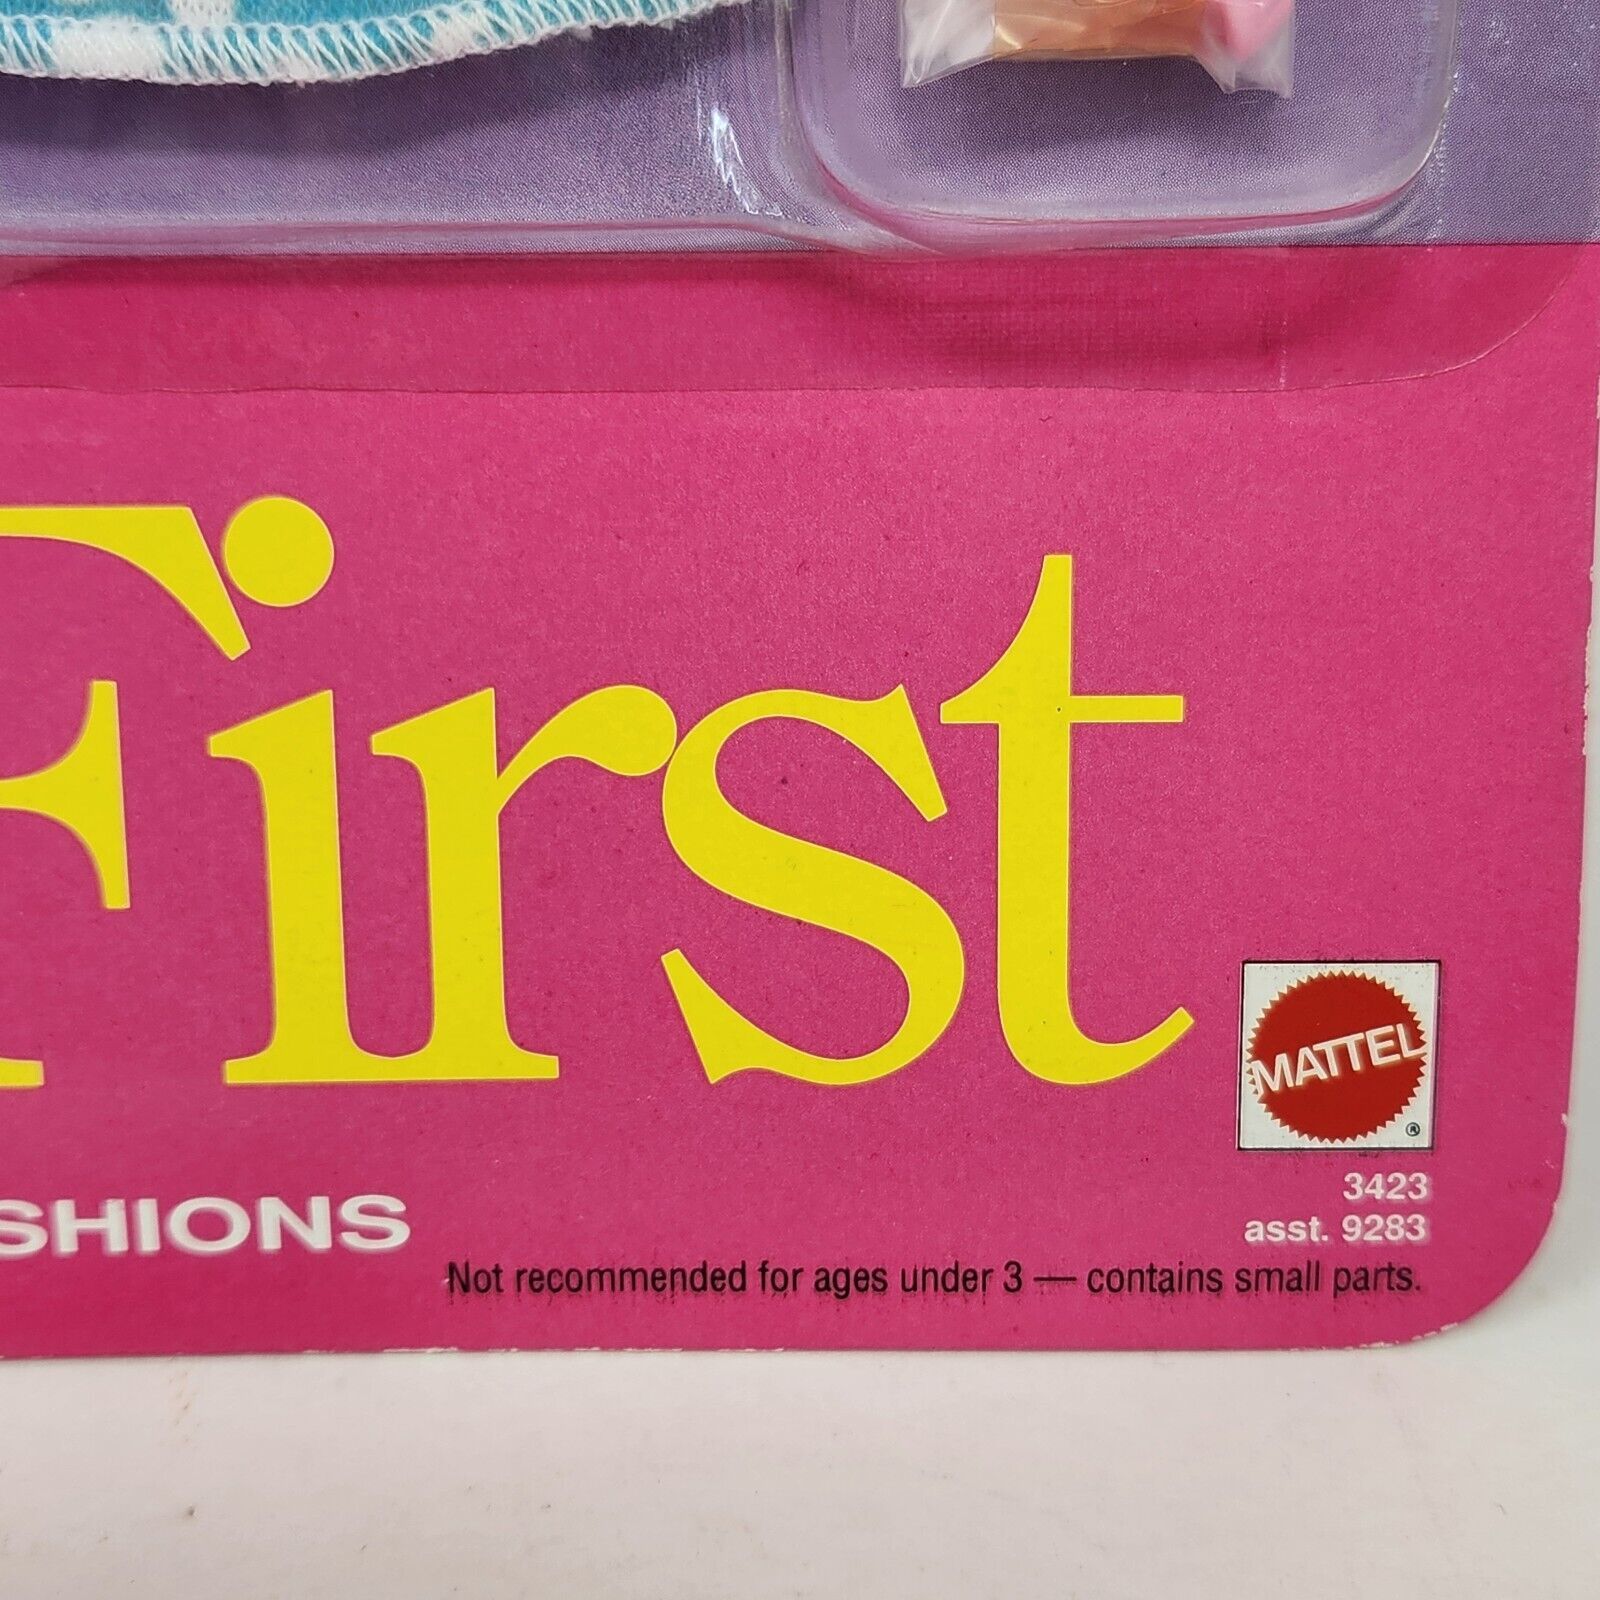 First
MATTEL
®
3423
asst. 9283
SHIONS
Not recommended for ages under 3 — contains small parts.